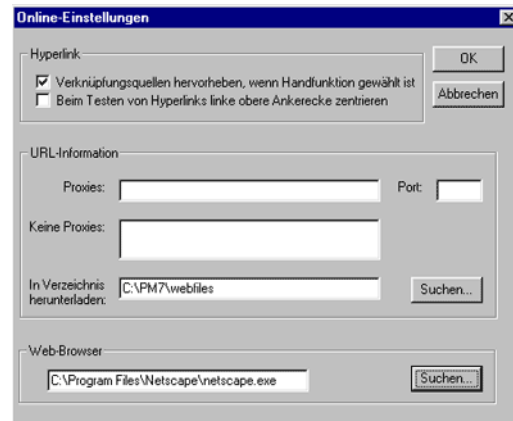 Online-Einstellungen
Hyperlink
Verknüpfungsquellen hervorheben, wenn Handfunktion gewählt ist
Beim Testen von Hyperlinks linke obere Ankerecke zentrieren
OK
Abbrechen
URL-Information
Proxies:
Port:
Keine Proxies:
In Verzeichnis
herunterladen:
C:\PM7\webfiles
Suchen...
Web-Browser
C:\Program Files\Netscape\netscape.exe
Suchen...